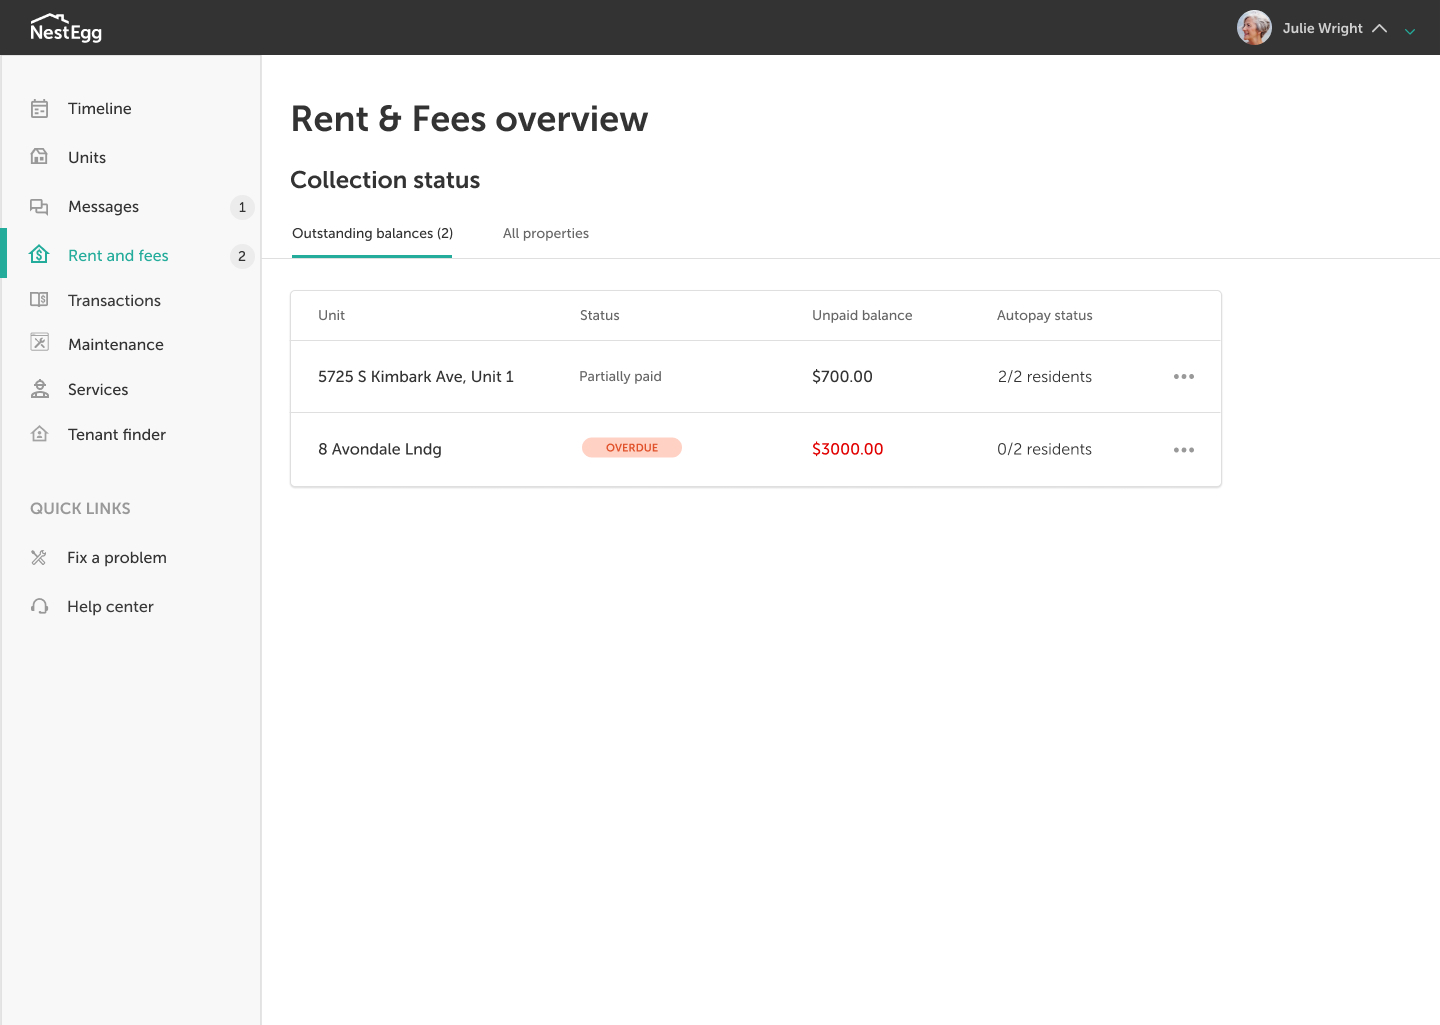 NestEgg
Julie Wright
Timeline
Units
Messages 1
Rent and fees 2
Transactions
Maintenance
Services
Tenant finder
QUICK LINKS
Fix a problem
Help center
Rent & Fees overview
Collection status
Outstanding balances (2) All properties
Unit Status Unpaid balance Autopay status
5725 S Kimbark Ave, Unit 1 Partially paid $700.00 2/2 residents
8 Avondale Lndg OVERDUE $3000.00 0/2 residents